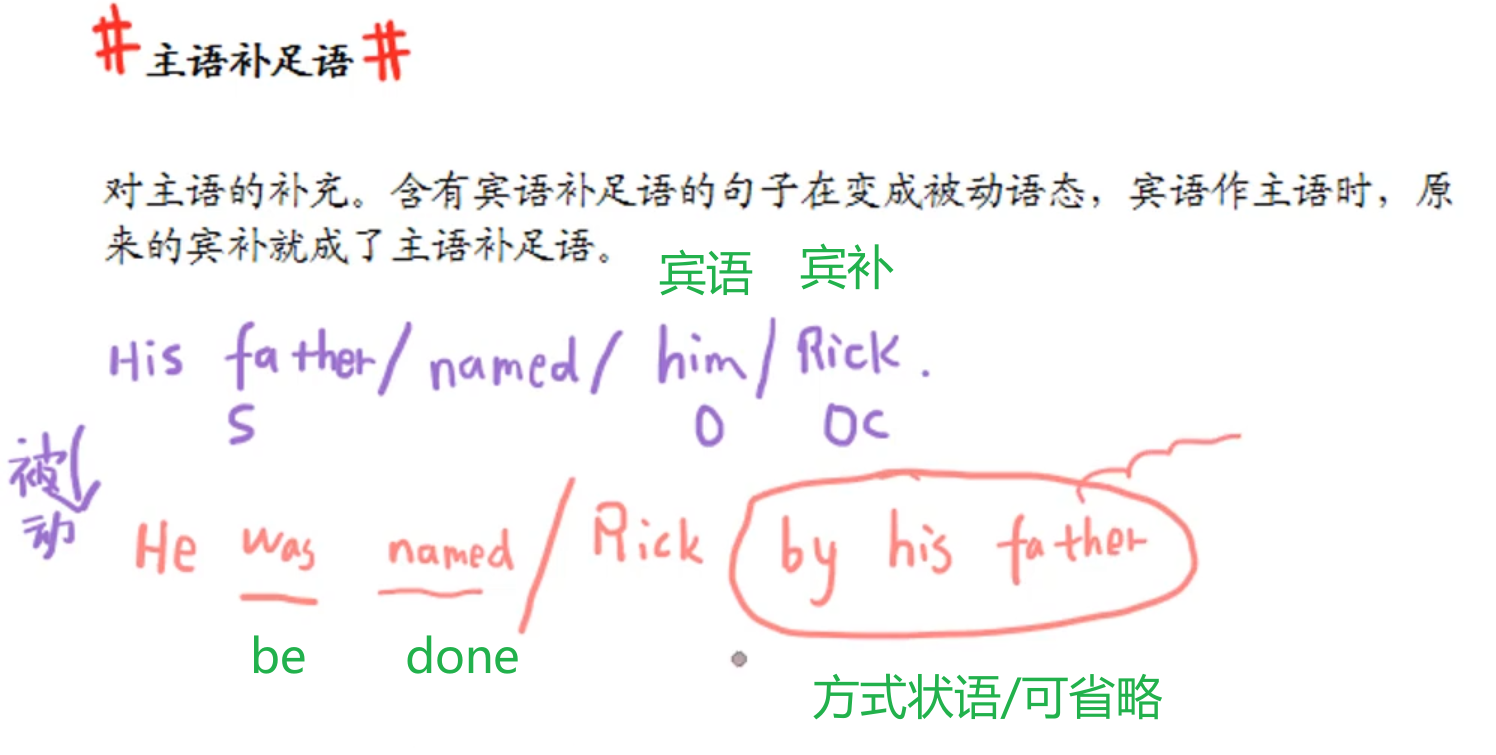 #主语补足语#
对主语的补充。含有宾语补足语的句子在变成被动语态，宾语作主语时，原
来的宾补就成了主语补足语。
宾语 宾补
His father/ named/ him/ Rick.
S O OC
被动
He was named/ Rick by his father
be done
方式状语/可省略